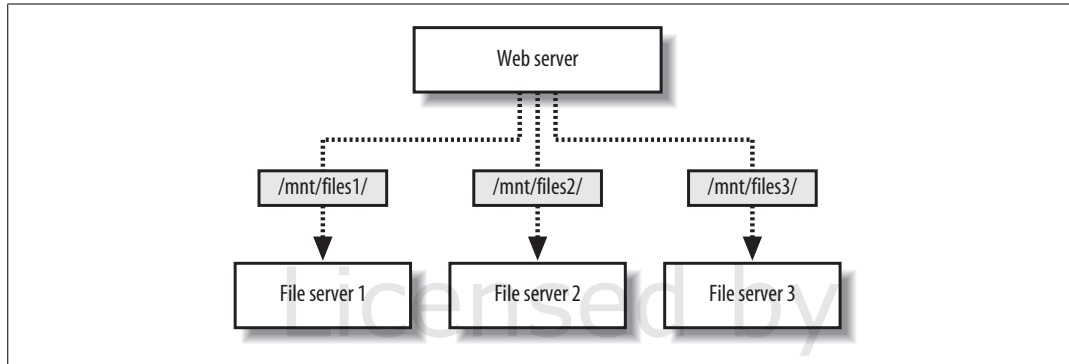 Web server
/mnt/files1/
/mnt/files2/
/mnt/files3/
File server 1
File server 2
File server 3
Licensed by